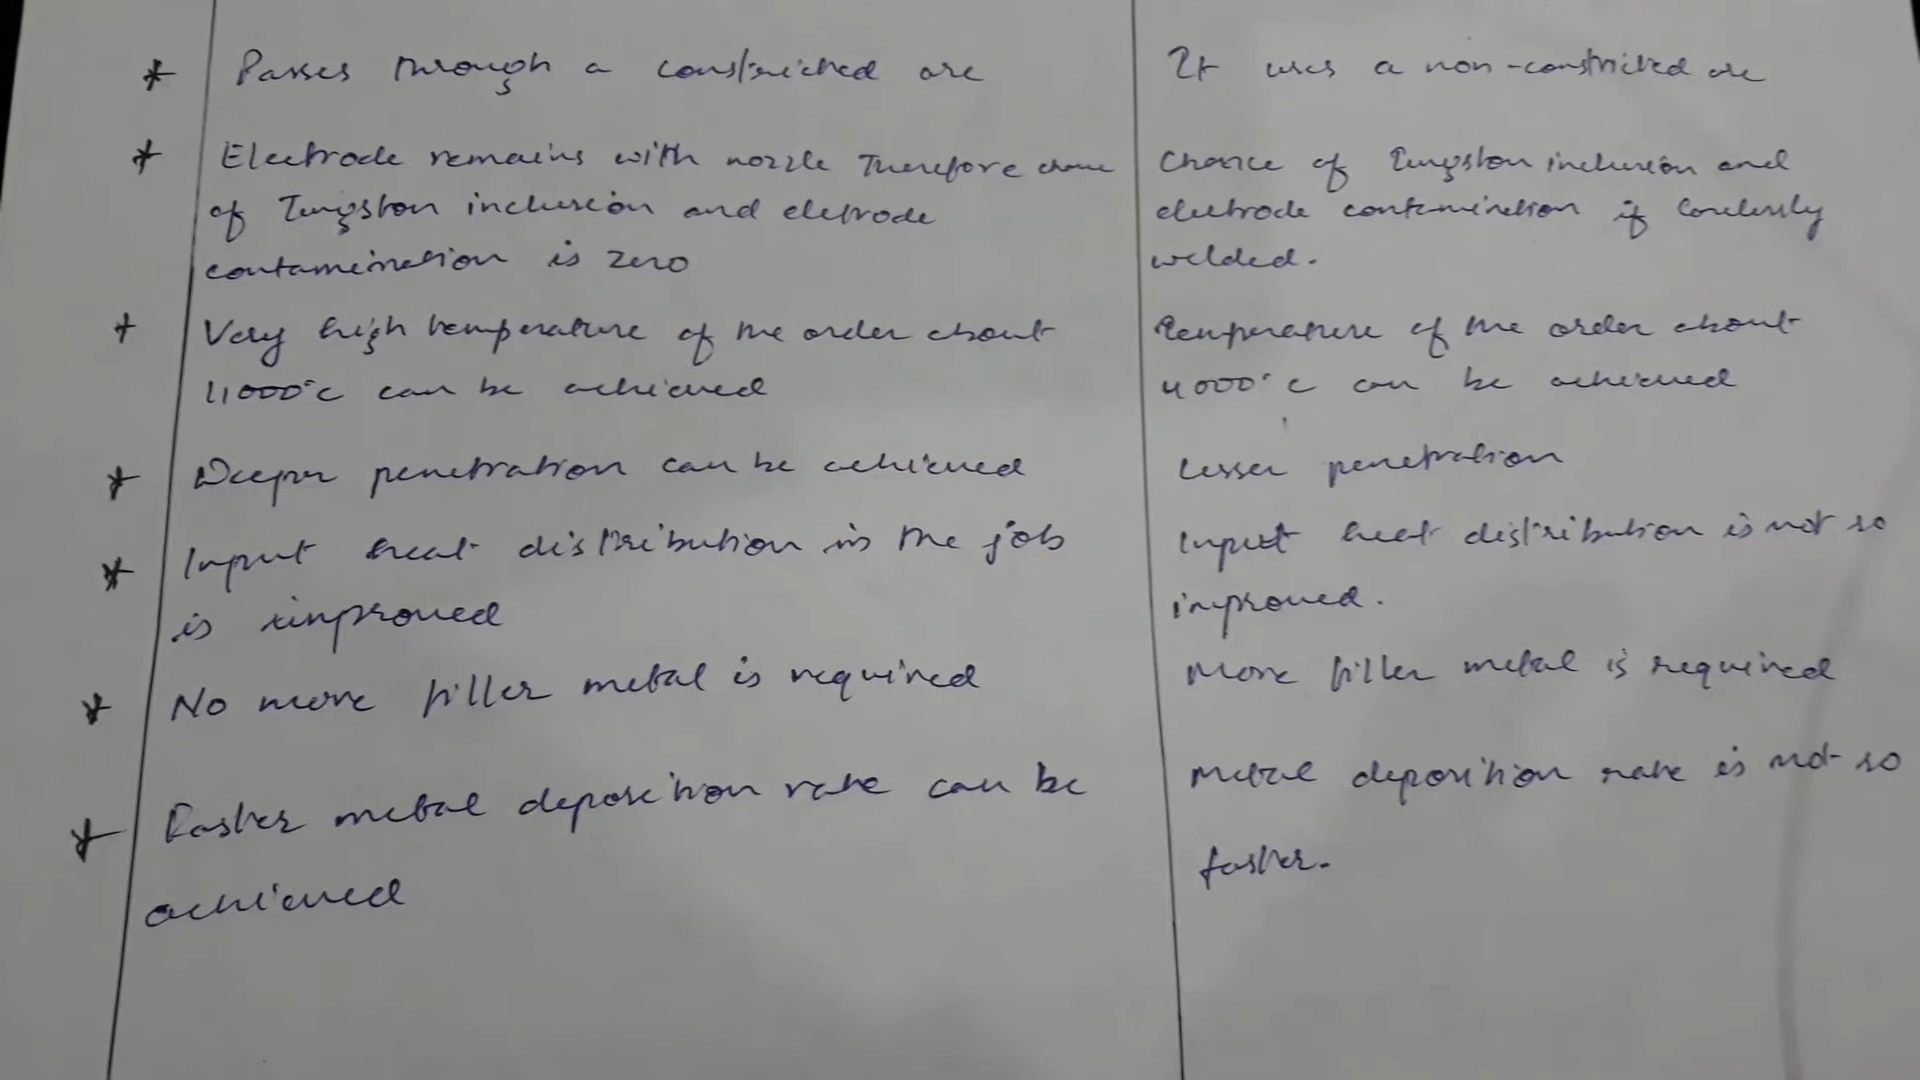 * Passes through a constricted arc
* Electrode remains with nozzle Therefore chance
of Tungston inclusion and eletrode
contamination is zero
* Very high temperature of the order about
11000°c can be achieved
* Deeper penetration can be achieved
* Input heat distribution in the job
is improved
* No more filler metal is required
* Faster metal deposition rate can be
achieved
It uses a non-constricted arc
Chance of Tungston inclusion and
electrode contamination if Carelessly
welded.
Temperature of the order about
4000°c can be achieved
Lesser penetration
Input heat distribution is not so
improved.
More filler metal is required
Metal deposition rate is not so
faster.